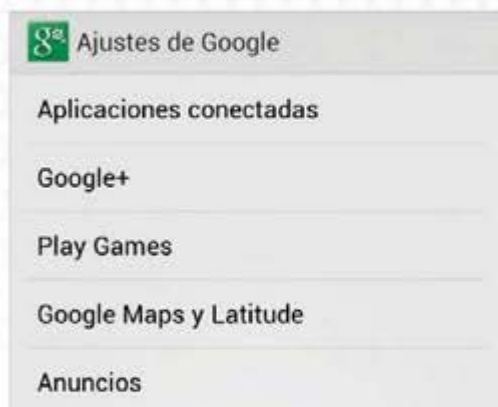 Ajustes de Google
Aplicaciones conectadas
Google+
Play Games
Google Maps y Latitude
Anuncios